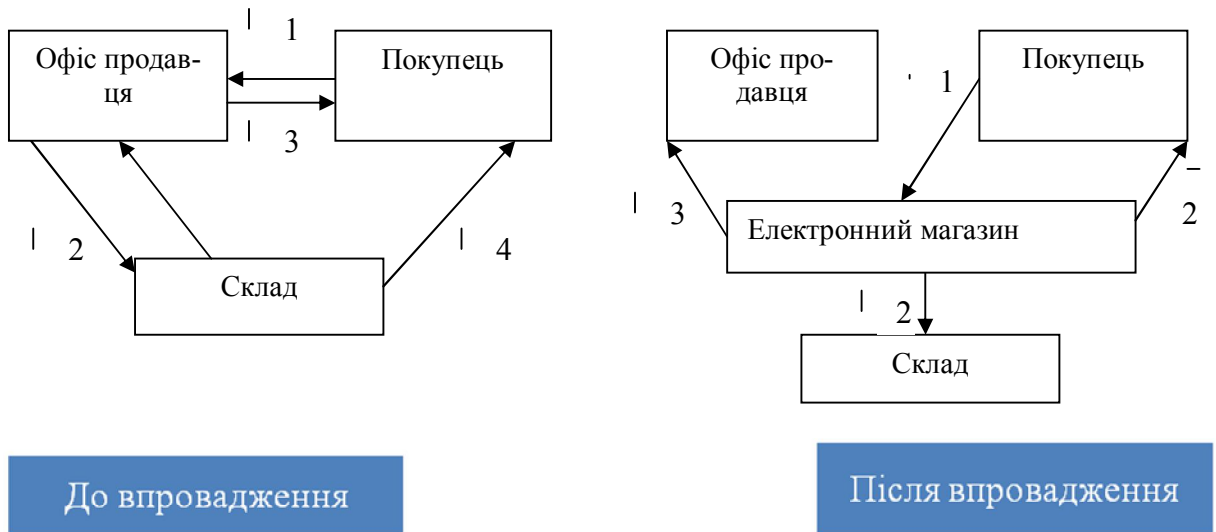 1
Офіс продав-
ця
Покупець
3
2
4
Склад
До впровадження
Офіс про-
давця
1
Покупець
3
2
Електронний магазин
2
Склад
Після впровадження